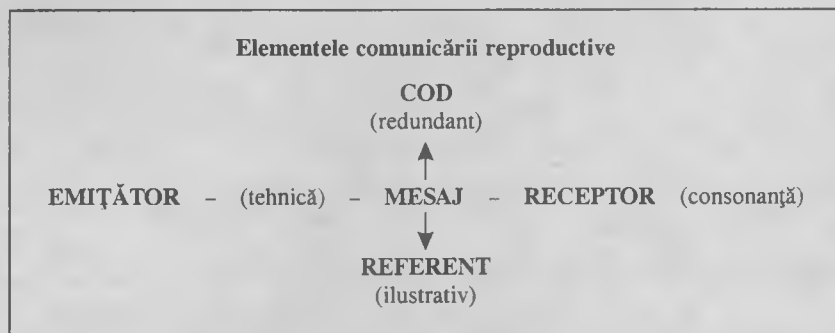 Elementele comunicării reproductive
COD
(redundant)
EMIŢĂTOR – (tehnică) – MESAJ – RECEPTOR (consonanţă)
REFERENT
(ilustrativ)